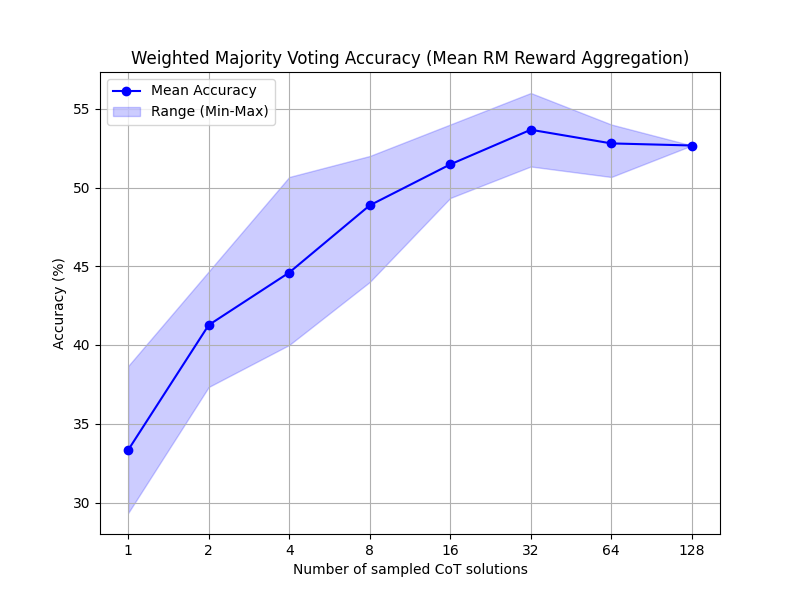 Weighted Majority Voting Accuracy (Mean RM Reward Aggregation)
Mean Accuracy
Range (Min-Max)
55
50
45
40
35
30
Accuracy (%)
1 2 4 8 16 32 64 128
Number of sampled CoT solutions